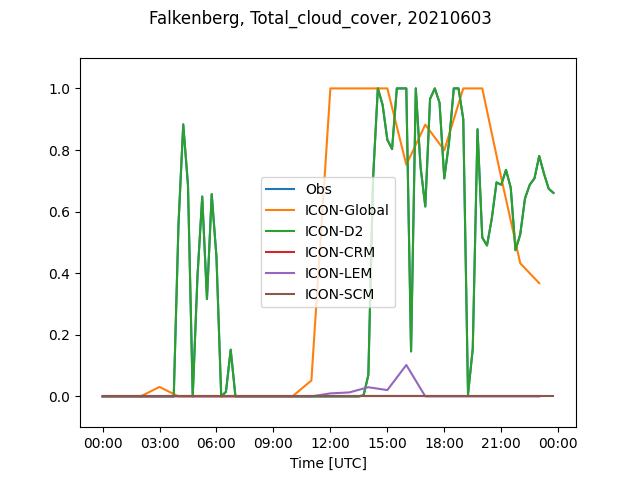 Falkenberg, Total_cloud_cover, 20210603
1.0
0.8
0.6
0.4
0.2
0.0
Obs
ICON-Global
ICON-D2
ICON-CRM
ICON-LEM
ICON-SCM
00:00 03:00 06:00 09:00 12:00 15:00 18:00 21:00 00:00
Time [UTC]